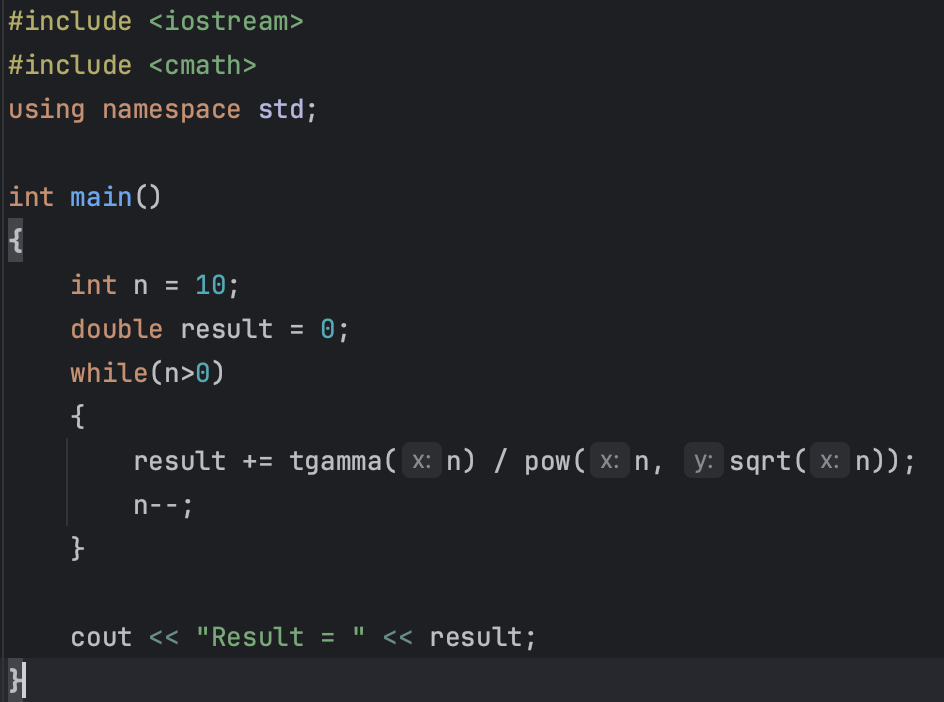 #include <iostream>
#include <cmath>
using namespace std;

int main()
{
    int n = 10;
    double result = 0;
    while(n>0)
    {
        result += tgamma( x: n) / pow( x: n, y: sqrt( x: n));
        n--;
    }

    cout << "Result = " << result;
}